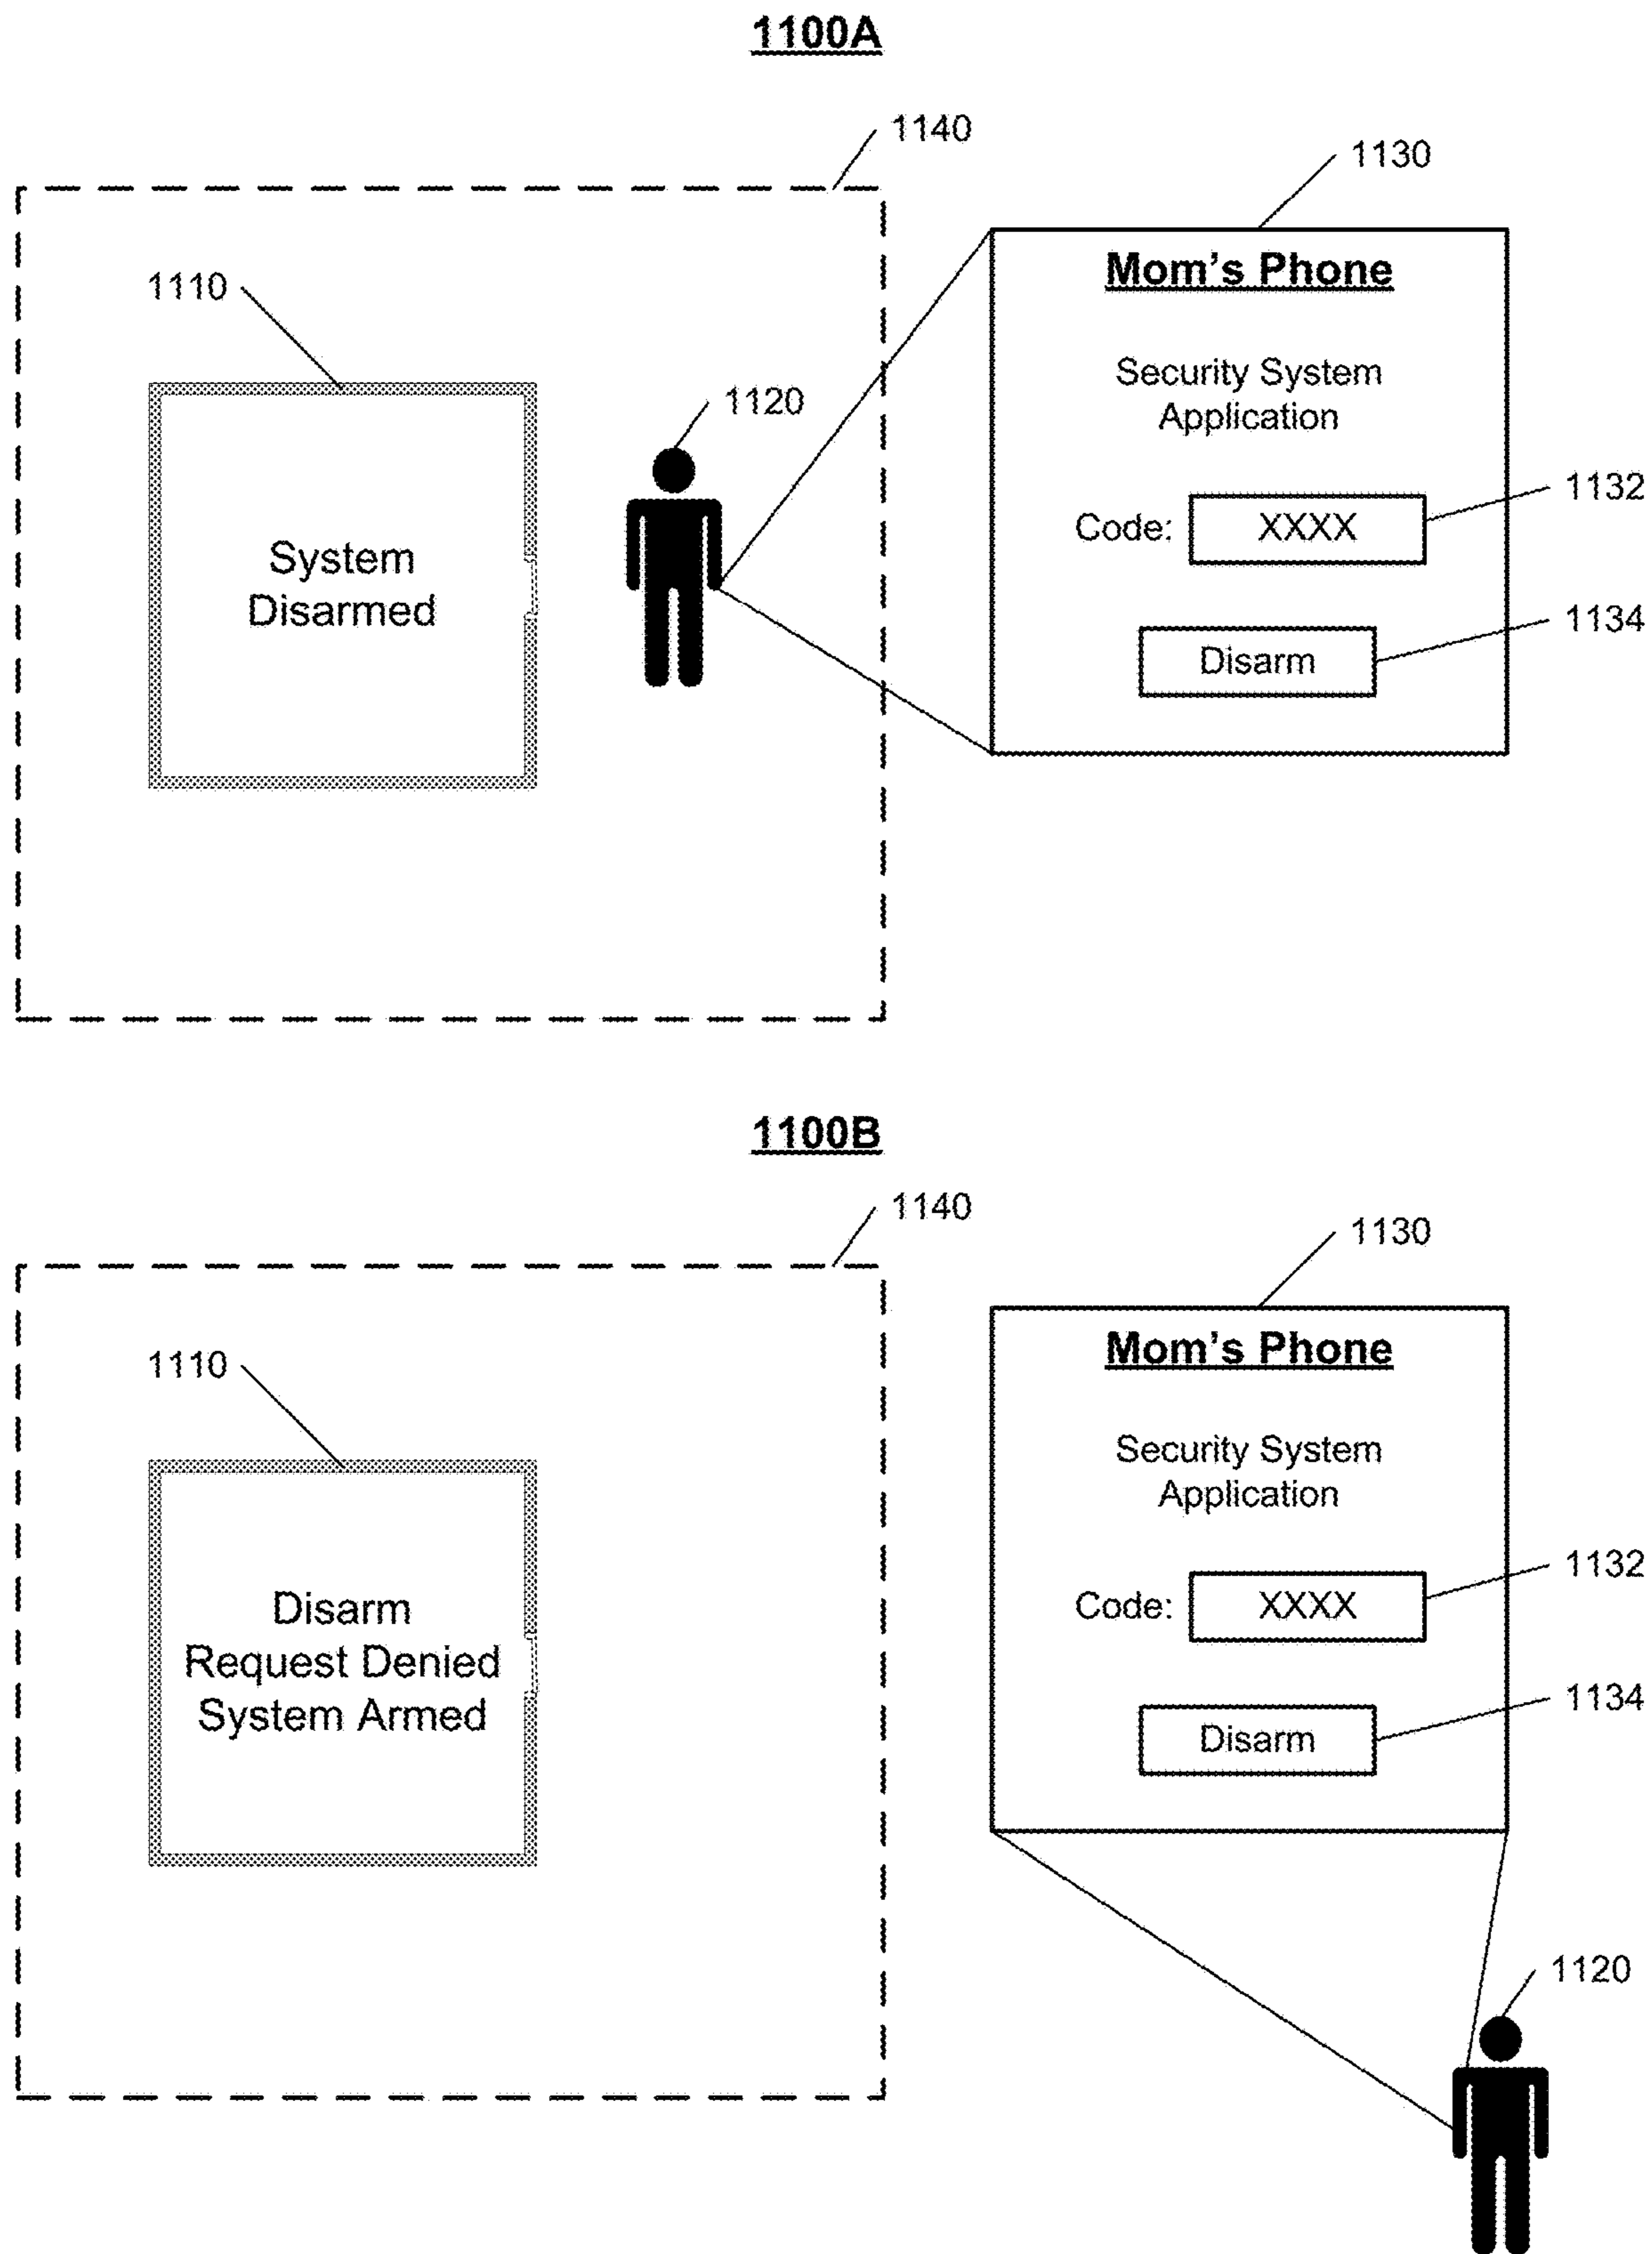 1100A
1140
1130
Mom's Phone
1110
Security System
Application
1120
1132
Code: XXXX
System
Disarmed
1134
Disarm
1100B
1140
1130
Mom's Phone
1110
Security System
Application
1132
Code: XXXX
Disarm
Request Denied
System Armed
1134
Disarm
1120